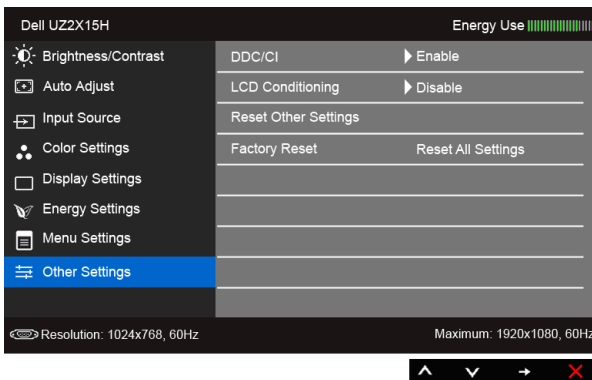 Dell UZ2X15H Energy Use
Brightness/Contrast DDC/CI Enable
Auto Adjust LCD Conditioning Disable
Input Source Reset Other Settings
Color Settings Factory Reset Reset All Settings
Display Settings
Energy Settings
Menu Settings
Other Settings
Resolution: 1024x768, 60Hz Maximum: 1920x1080, 60Hz